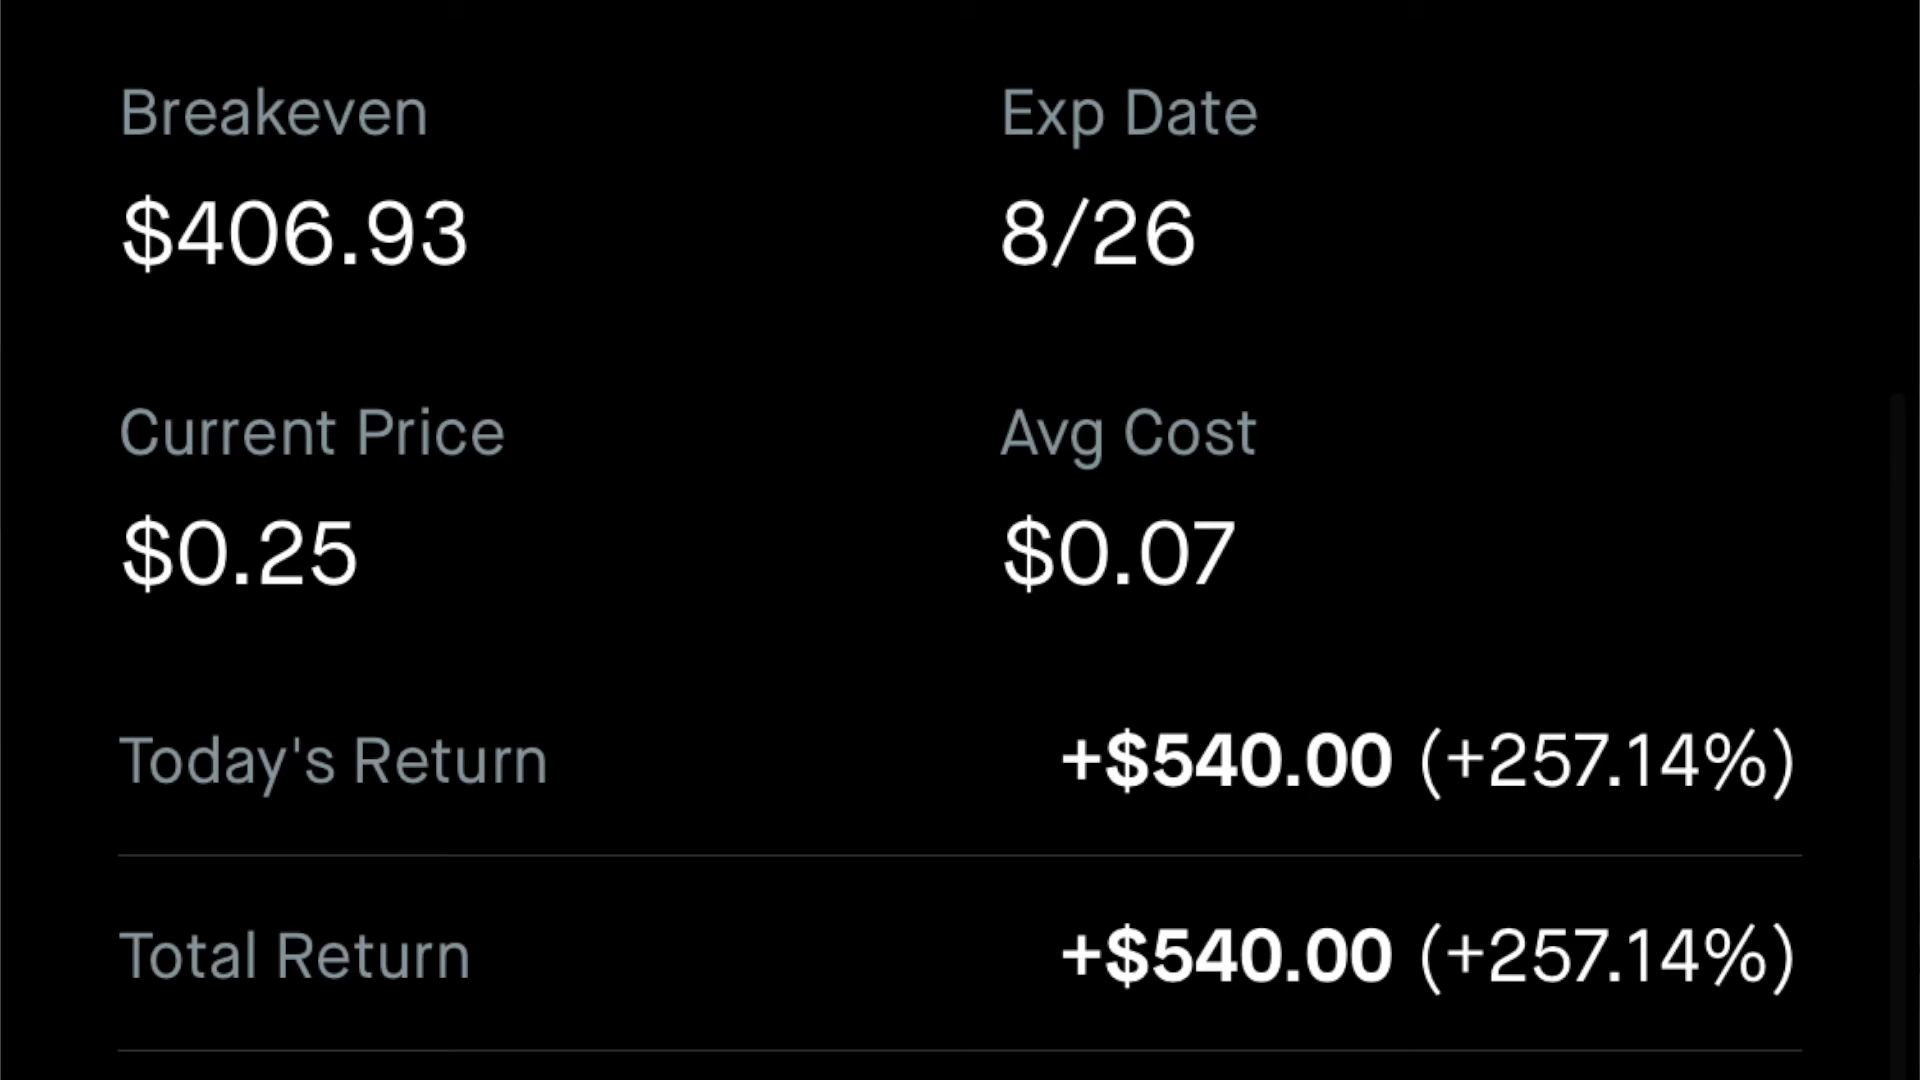 Breakeven Exp Date
$406.93 8/26
Current Price Avg Cost
$0.25 $0.07
Today's Return +$540.00 (+257.14%)
Total Return +$540.00 (+257.14%)